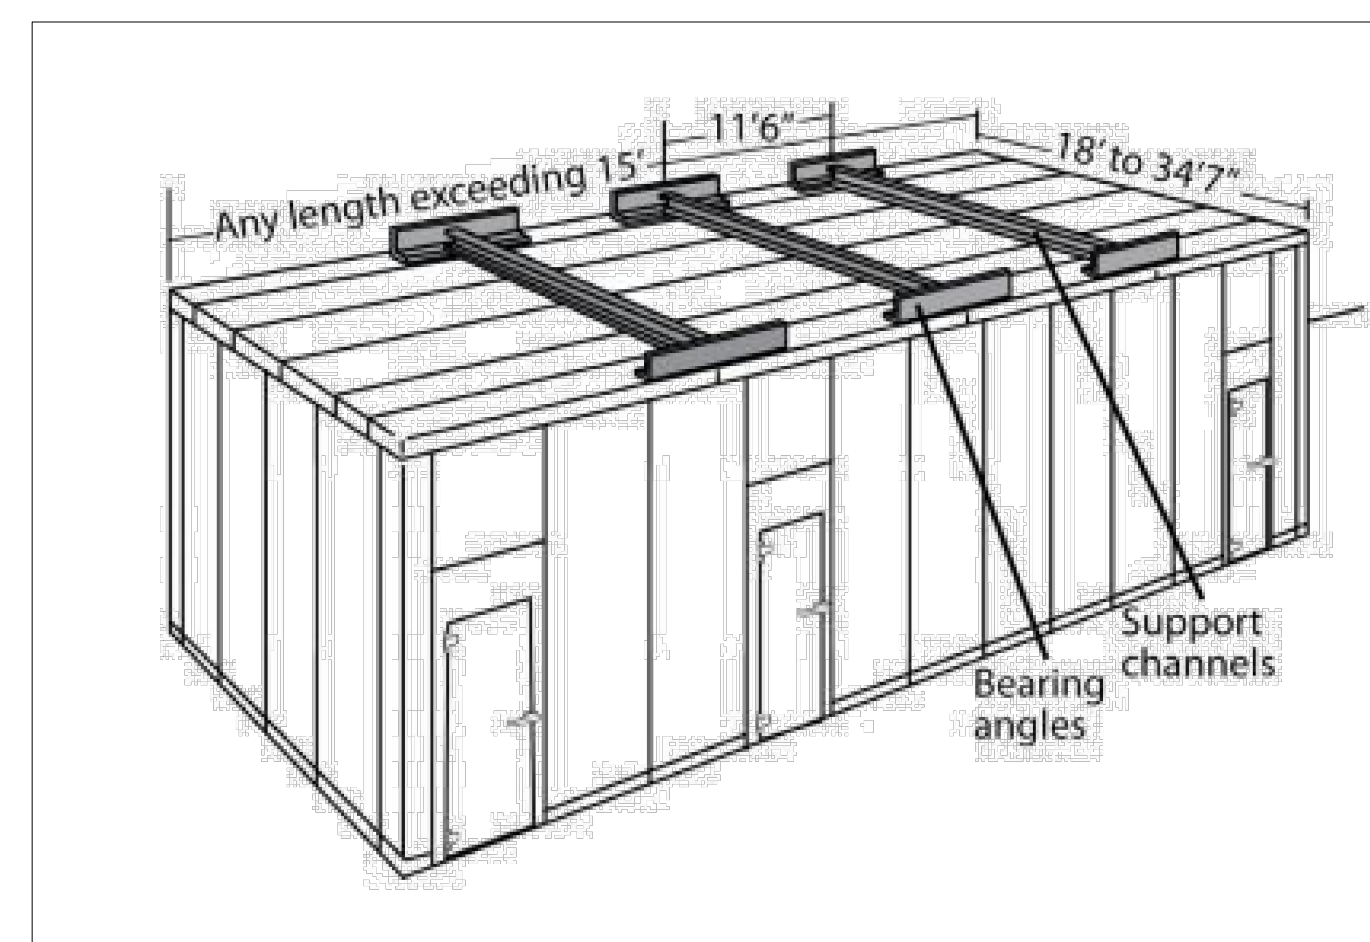 11'6"
18' to 34'7"
Any length exceeding 15'
Support
channels
Bearing
angles